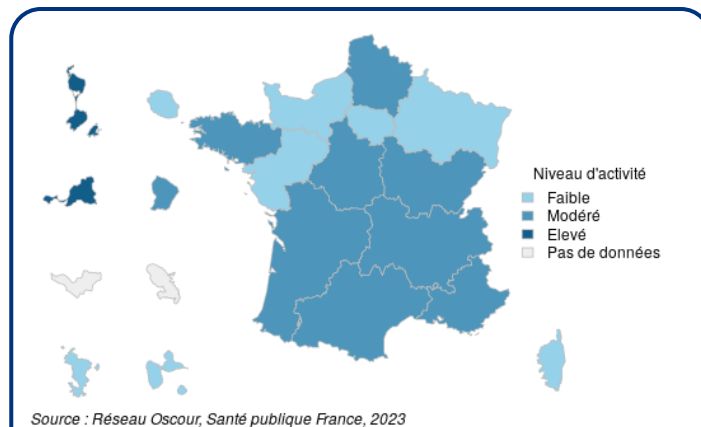 Niveau d'activité
Faible
Modéré
Elevé
Pas de données
Source : Réseau Oscour, Santé publique France, 2023